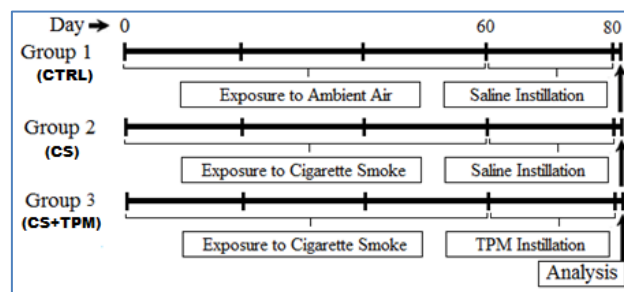 Day 0 60 80
Group 1
(CTRL)
Exposure to Ambient Air Saline Instillation
Group 2
(CS)
Exposure to Cigarette Smoke Saline Instillation
Group 3
(CS+TPM)
Exposure to Cigarette Smoke TPM Instillation
Analysis